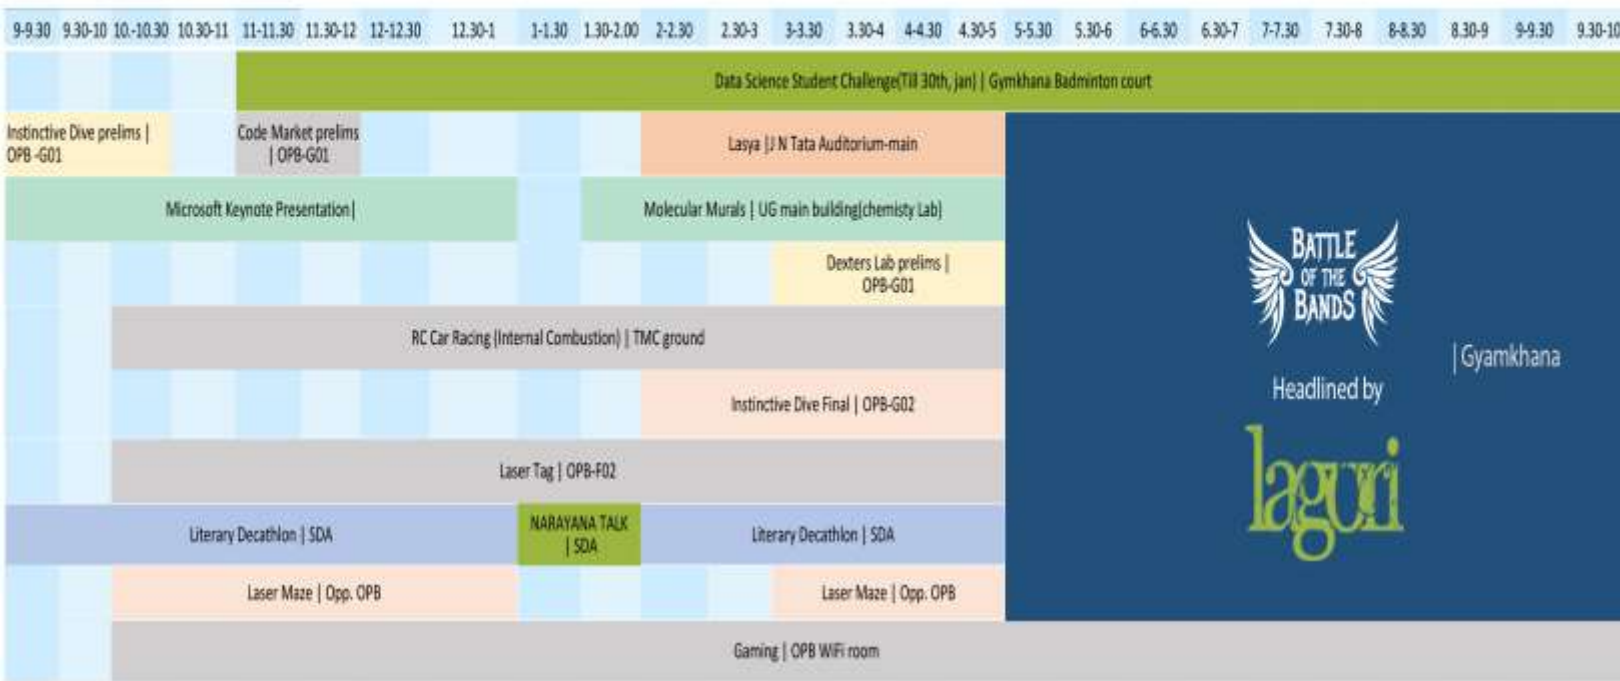 9-9.30 9.30-10 10.-10.30 10.30-11 11-11.30 11.30-12 12-12.30 12.30-1 1-1.30 1.30-2.00 2-2.30 2.30-3 3-3.30 3.30-4 4-4.30 4.30-5 5-5.30 5.30-6 6-6.30 6.30-7 7-7.30 7.30-8 8-8.30 8.30-9 9-9.30 9.30-10
Data Science Student Challenge(Till 30th, jan) | Gymkhana Badminton court
Instinctive Dive prelims |
OPB -G01
Code Market prelims
| OPB-G01
Lasya |J N Tata Auditorium-main
Microsoft Keynote Presentation|
Molecular Murals | UG main building(chemisty Lab)
Dexters Lab prelims |
OPB-G01
RC Car Racing (Internal Combustion) | TMC ground
Instinctive Dive Final | OPB-G02
Laser Tag | OPB-F02
Literary Decathlon | SDA
NARAYANA TALK
| SDA
Literary Decathlon | SDA
Laser Maze | Opp. OPB
Laser Maze | Opp. OPB
Gaming | OPB WiFi room
BATTLE
OF THE
BANDS
| Gyamkhana
Headlined by
laguri